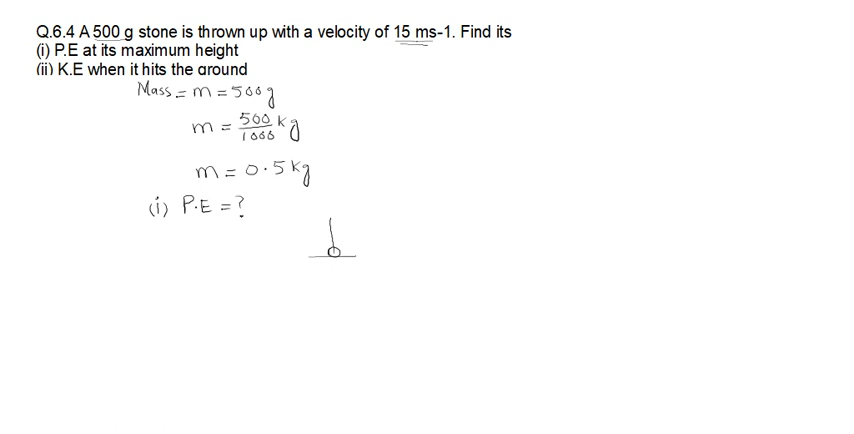 Q.6.4 A 500 g stone is thrown up with a velocity of 15 ms-1. Find its
(i) P.E at its maximum height
(ii) K.E when it hits the ground
Mass = m = 500g
m = 500/1000 kg
m = 0.5 kg
(i) P.E = ?